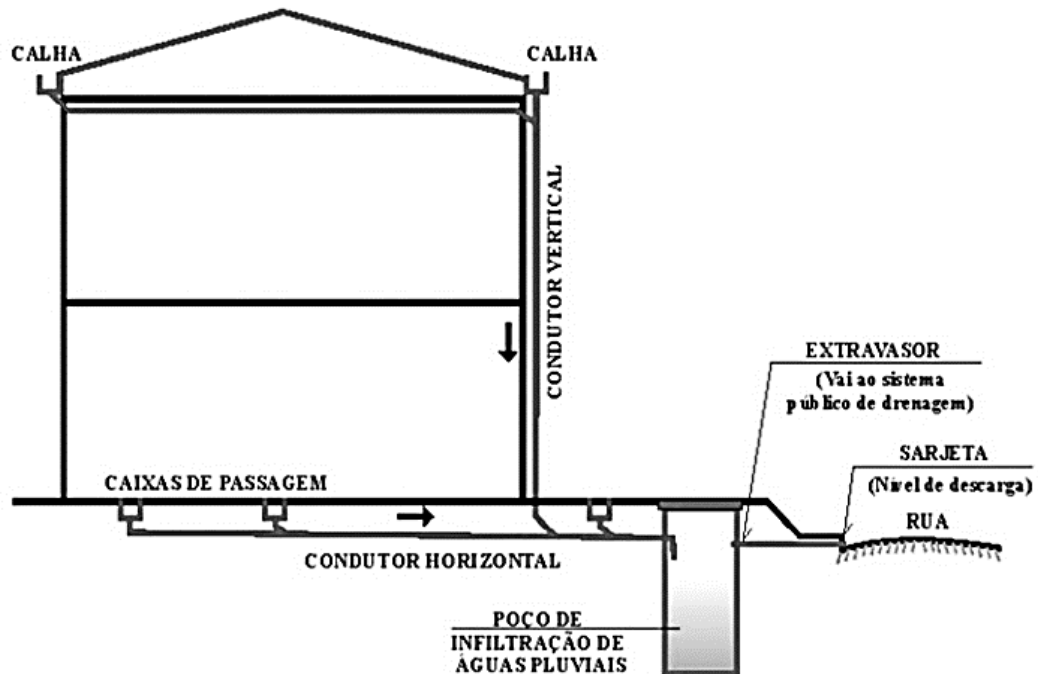 CALHA
CALHA
CONDUTOR VERTICAL
EXTRAVASOR
(Vai ao sistema
público de drenagem)
SARJETA
(Nível de descarga)
RUA
CAIXAS DE PASSAGEM
CONDUTOR HORIZONTAL
POÇO DE
INFILTRAÇÃO DE
ÁGUAS PLUVIAIS